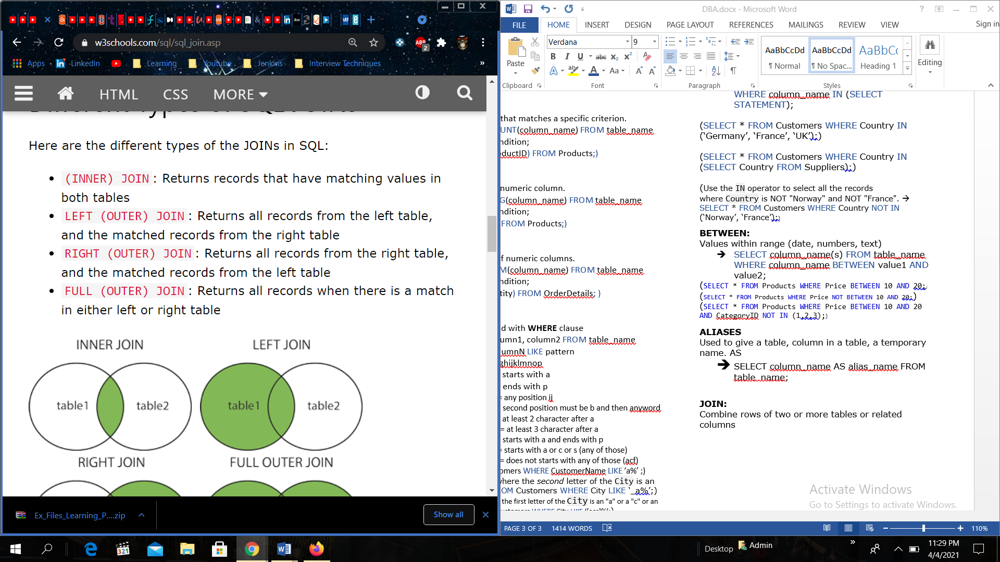 w3schools.com/sql/sql_join.asp
ABP
2
Apps
LinkedIn
Learning
Youtube
Jenkins
Interview Techniques
»
HTML
CSS
MORE
Different Types of SQL JOINs
Here are the different types of the JOINs in SQL:
(INNER) JOIN: Returns records that have matching values in
both tables
LEFT (OUTER) JOIN: Returns all records from the left table,
and the matched records from the right table
RIGHT (OUTER) JOIN: Returns all records from the right table,
and the matched records from the left table
FULL (OUTER) JOIN: Returns all records when there is a match
in either left or right table
INNER JOIN
LEFT JOIN
table1
table2
table1
table2
RIGHT JOIN
FULL OUTER JOIN
Ex_Files_Learning_P....zip
Show all
DBA.docx - Microsoft Word
FILE
HOME
INSERT
DESIGN
PAGE LAYOUT
REFERENCES
MAILINGS
REVIEW
VIEW
Sign in
Paste
Verdana
9
B I U abc X₂ X²
A ab A Aa A A
AaBbCcDd
¶ Normal
AaBbCcDd
¶ No Spac...
AaBbCc
Heading 1
Editing
Clipboard
Font
Paragraph
Styles
that matches a specific criterion.
UNT(column_name) FROM table_name
ndition;
oductID) FROM Products;)
numeric column.
G(column_name) FROM table_name
ndition;
FROM Products;)
f numeric columns.
M(column_name) FROM table_name
ndition;
tity) FROM OrderDetails; )
d with WHERE clause
umn1, column2 FROM table_name
umnN LIKE pattern
ghijklmnop
starts with a
ends with p
= any position ij
second position must be b and then anyword
at least 2 character after a
= at least 3 character after a
starts with a and ends with p
= starts with a or c or s (any of those)
= does not starts with any of those (acf)
omers WHERE CustomerName LIKE ‘a%’ ;)
where the second letter of the City is an
OM Customers WHERE City LIKE ‘_a%’;)
the first letter of the City is an "a" or a "c" or an
WHERE column_name IN (SELECT
STATEMENT);
(SELECT * FROM Customers WHERE Country IN
(‘Germany’, ‘France’, ‘UK’);)
(SELECT * FROM Customers WHERE Country IN
(SELECT Country FROM Suppliers);)
(Use the IN operator to select all the records
where Country is NOT "Norway" and NOT "France". →
SELECT * FROM Customers WHERE Country NOT IN
(‘Norway’, ‘France’);)
BETWEEN:
Values within range (date, numbers, text)
➔ SELECT column_name(s) FROM table_name
WHERE column_name BETWEEN value1 AND
value2;
(SELECT * FROM Products WHERE Price BETWEEN 10 AND 20;
(SELECT * FROM Products WHERE Price NOT BETWEEN 10 AND 20;)
(SELECT * FROM Products WHERE Price BETWEEN 10 AND 20
AND CategoryID NOT IN (1,2,3);)
ALIASES
Used to give a table, column in a table, a temporary
name. AS
➔ SELECT column_name AS alias_name FROM
table_name;
JOIN:
Combine rows of two or more tables or related
columns
Activate Windows
Go to Settings to activate Windows.
PAGE 3 OF 3
1414 WORDS
110%
321
Desktop
Admin
»
11:29 PM
4/4/2021